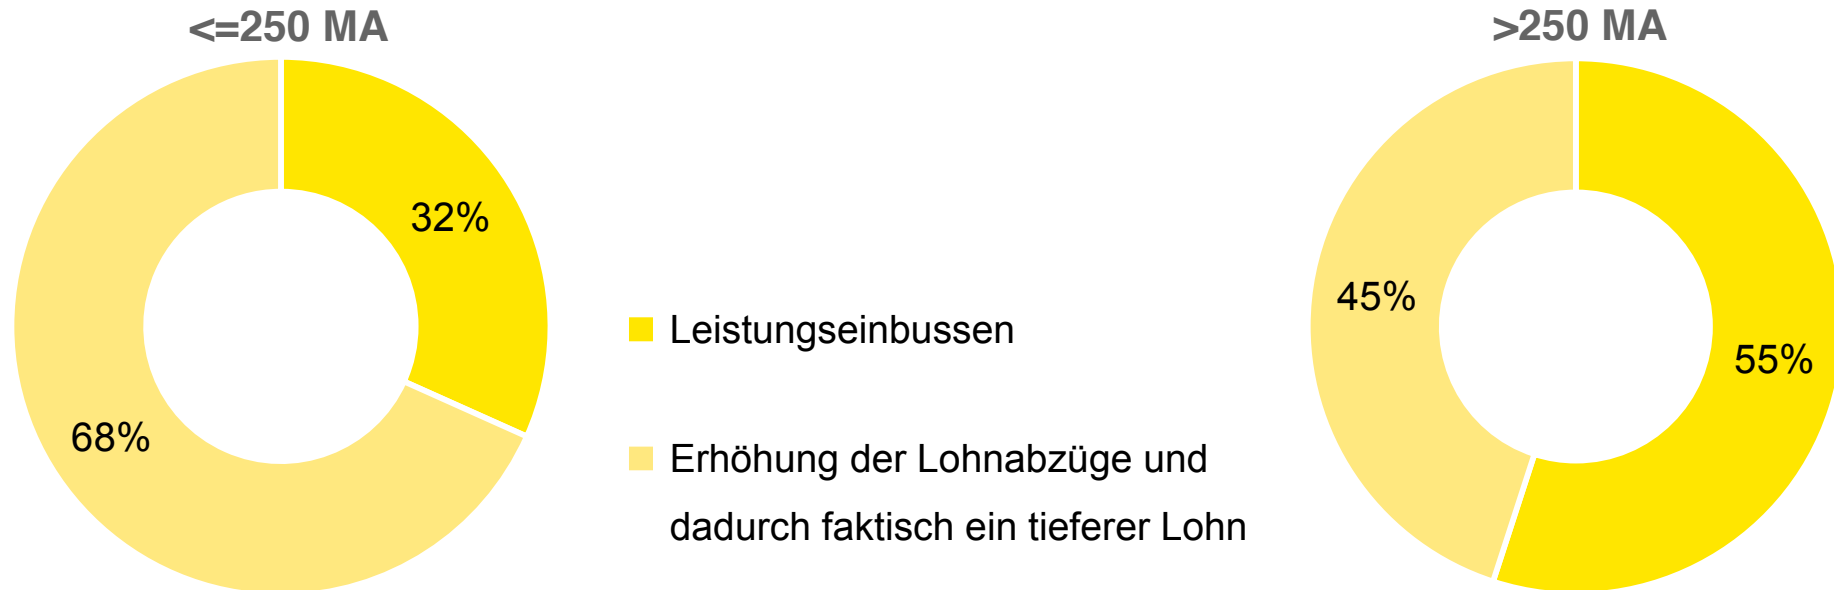 <=250 MA
32%
68%
Leistungseinbussen
Erhöhung der Lohnabzüge und
dadurch faktisch ein tieferer Lohn
>250 MA
45%
55%